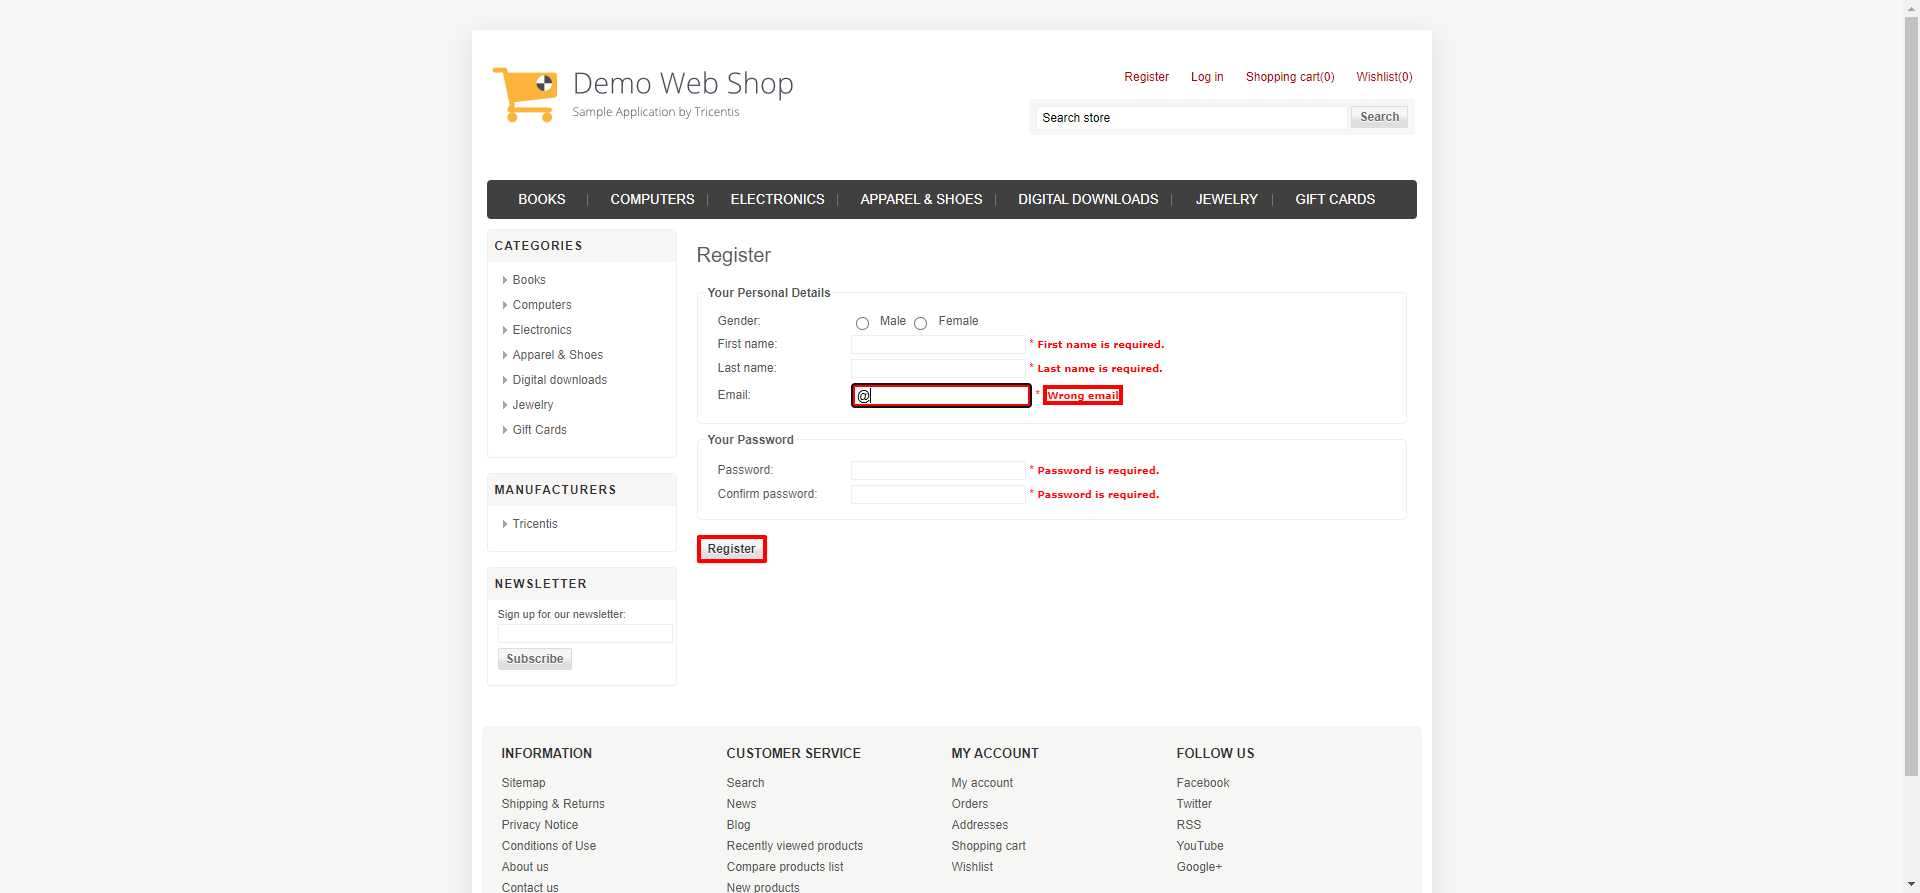 Demo Web Shop
Sample Application by Tricentis
Register Log in Shopping cart(0) Wishlist(0)
Search store Search
BOOKS | COMPUTERS | ELECTRONICS | APPAREL & SHOES | DIGITAL DOWNLOADS | JEWELRY | GIFT CARDS
CATEGORIES
Books
Computers
Electronics
Apparel & Shoes
Digital downloads
Jewelry
Gift Cards
MANUFACTURERS
Tricentis
NEWSLETTER
Sign up for our newsletter:
Subscribe
Register
Your Personal Details
Gender: Male Female
First name: * First name is required.
Last name: * Last name is required.
Email: @ * Wrong email
Your Password
Password: * Password is required.
Confirm password: * Password is required.
Register
INFORMATION
Sitemap
Shipping & Returns
Privacy Notice
Conditions of Use
About us
Contact us
CUSTOMER SERVICE
Search
News
Blog
Recently viewed products
Compare products list
New products
MY ACCOUNT
My account
Orders
Addresses
Shopping cart
Wishlist
FOLLOW US
Facebook
Twitter
RSS
YouTube
Google+